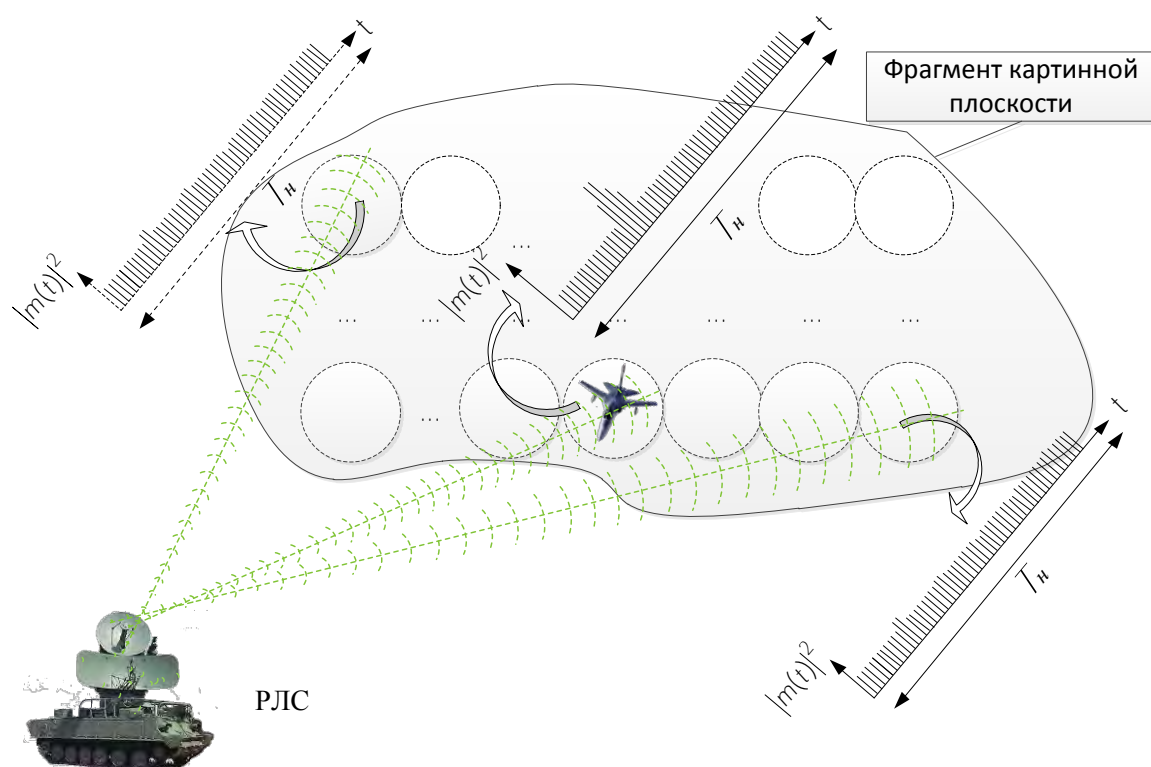 t
t
Фрагмент картинной
плоскости
Tн
Tн
...
|m(t)|²
|m(t)|²
... ... ... ... ... ...
...
t
Tн
|m(t)|²
РЛС